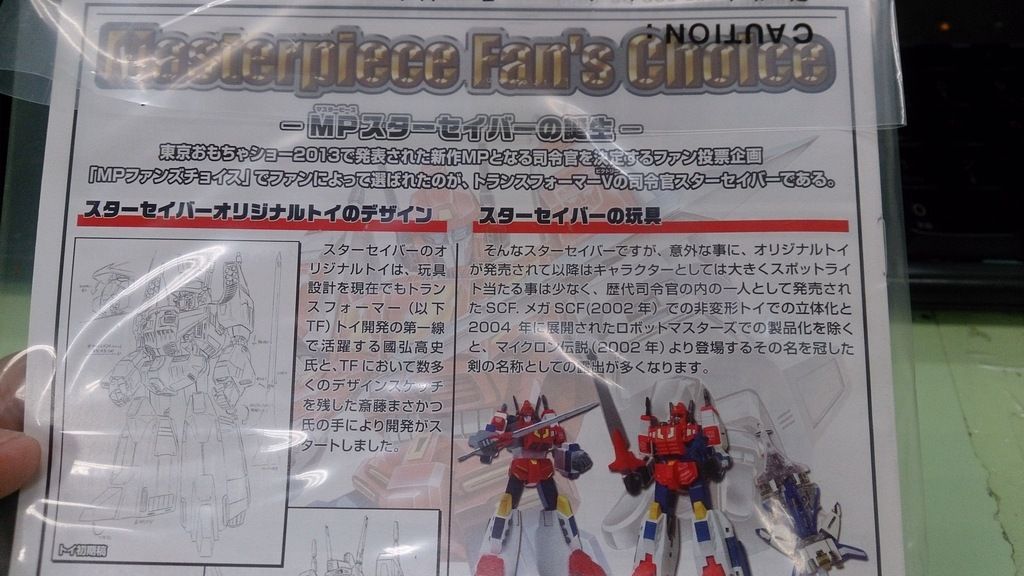 CAUTION!
Masterpiece Fan's Choice
マスターピース
－MPスターセイバーの誕生－
東京おもちゃショー2013で発表された新作MPとなる司令官を決定するファン投票企画
「MPファンズチョイス」でファンによって選ばれたのが、トランスフォーマーVの司令官スターセイバーである。
スターセイバーオリジナルトイのデザイン
スターセイバーのオ
リジナルトイは、玩具
設計を現在でもトラン
スフォーマー(以下
TF)トイ開発の第一線
で活躍する國弘高史
氏と、TFにおいて数多
くのデザインスケッチ
を残した斎藤まさかつ
氏の手により開発がス
タートしました。
トイ初期稿
スターセイバーの玩具
そんなスターセイバーですが、意外な事に、オリジナルトイ
が発売されて以降はキャラクターとしては大きくスポットライ
ト当たる事は少なく、歴代司令官の内の一人として発売され
たSCF、メガSCF(2002年)での非変形トイでの立体化と
2004年に展開されたロボットマスターズでの製品化を除く
と、マイクロン伝説(2002年)より登場するその名を冠した
剣の名称としての露出が多くなります。